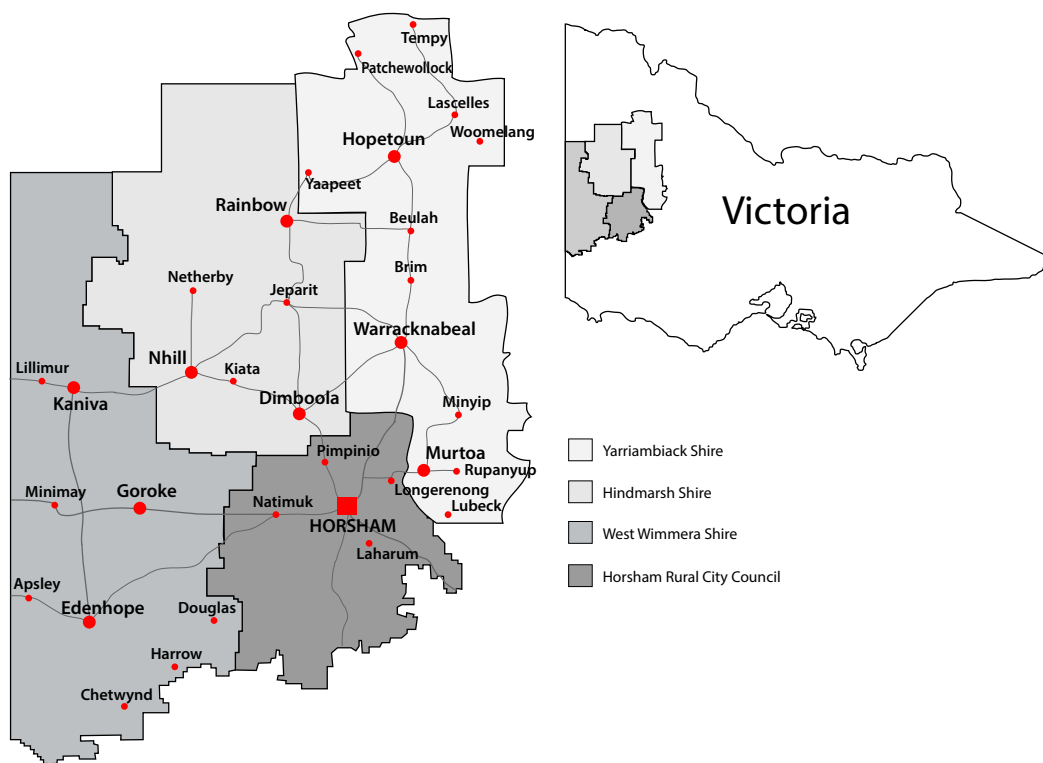 Tempy
Patchewollock
Lascelles
Woomelang
Hopetoun
Yaapeet
Rainbow
Beulah
Victoria
Netherby
Brim
Jeparit
Warracknabeal
Nhill
Lillimur
Kiata
Kaniva
Dimboola
Minyip
Pimpinio
Murtoa
Rupanyup
Minimay
Goroke
Natimuk
Longerenong
Lubeck
HORSHAM
Laharum
Apsley
Edenhope
Douglas
Harrow
Chetwynd
Yarriambiack Shire
Hindmarsh Shire
West Wimmera Shire
Horsham Rural City Council